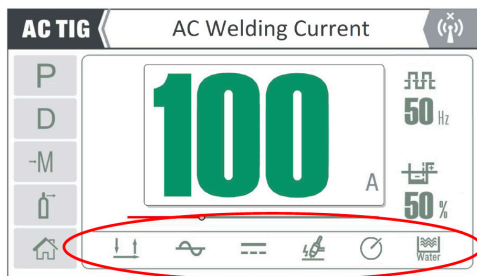 AC TIG
AC Welding Current
P
D
-M
100
A
50 Hz
50 %
Water